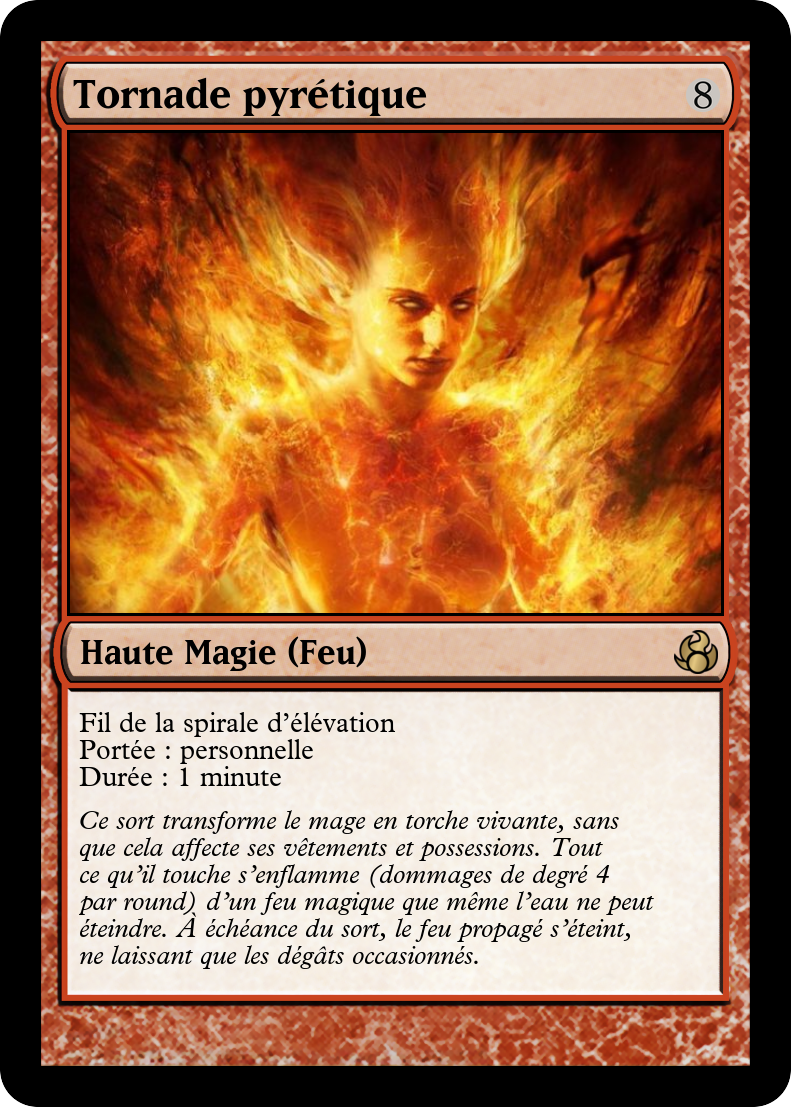 Tornade pyrétique
8
Haute Magie (Feu)
Fil de la spirale d'élévation
Portée : personnelle
Durée : 1 minute
Ce sort transforme le mage en torche vivante, sans
que cela affecte ses vêtements et possessions. Tout
ce qu'il touche s'enflamme (dommages de degré 4
par round) d'un feu magique que même l'eau ne peut
éteindre. À échéance du sort, le feu propagé s'éteint,
ne laissant que les dégâts occasionnés.